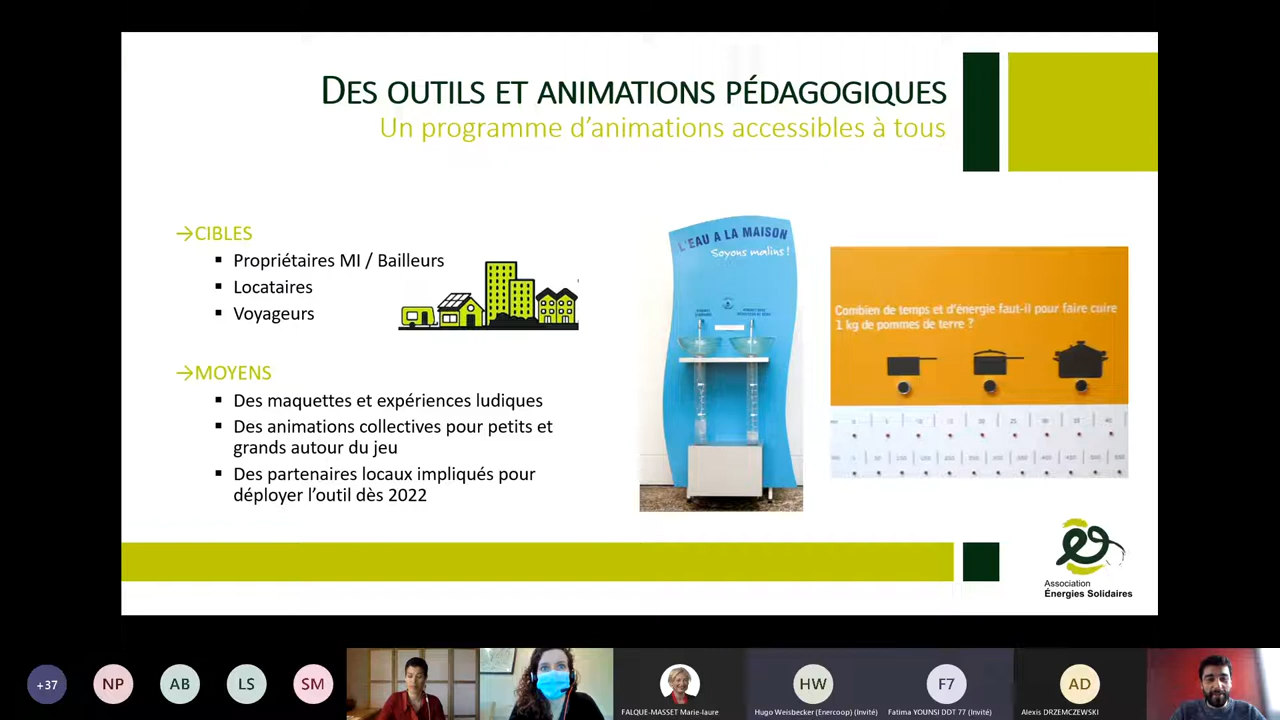 DES OUTILS ET ANIMATIONS PÉDAGOGIQUES
Un programme d'animations accessibles à tous
→CIBLES
▪ Propriétaires MI / Bailleurs
▪ Locataires
▪ Voyageurs
→MOYENS
▪ Des maquettes et expériences ludiques
▪ Des animations collectives pour petits et
grands autour du jeu
▪ Des partenaires locaux impliqués pour
déployer l'outil dès 2022
L'EAU A LA MAISON
Soyons malins !
Combien de temps et d'énergie faut-il pour faire cuire
1 kg de pommes de terre ?
Association
Énergies Solidaires
+37
NP
AB
LS
SM
FALQUE-MASSET Marie-laure
HW
Hugo Weisbecker (Enercoop) (Invité)
F7
Fatima YOUNSI DDT 77 (Invité)
AD
Alexis DRZEMCZEWSKI